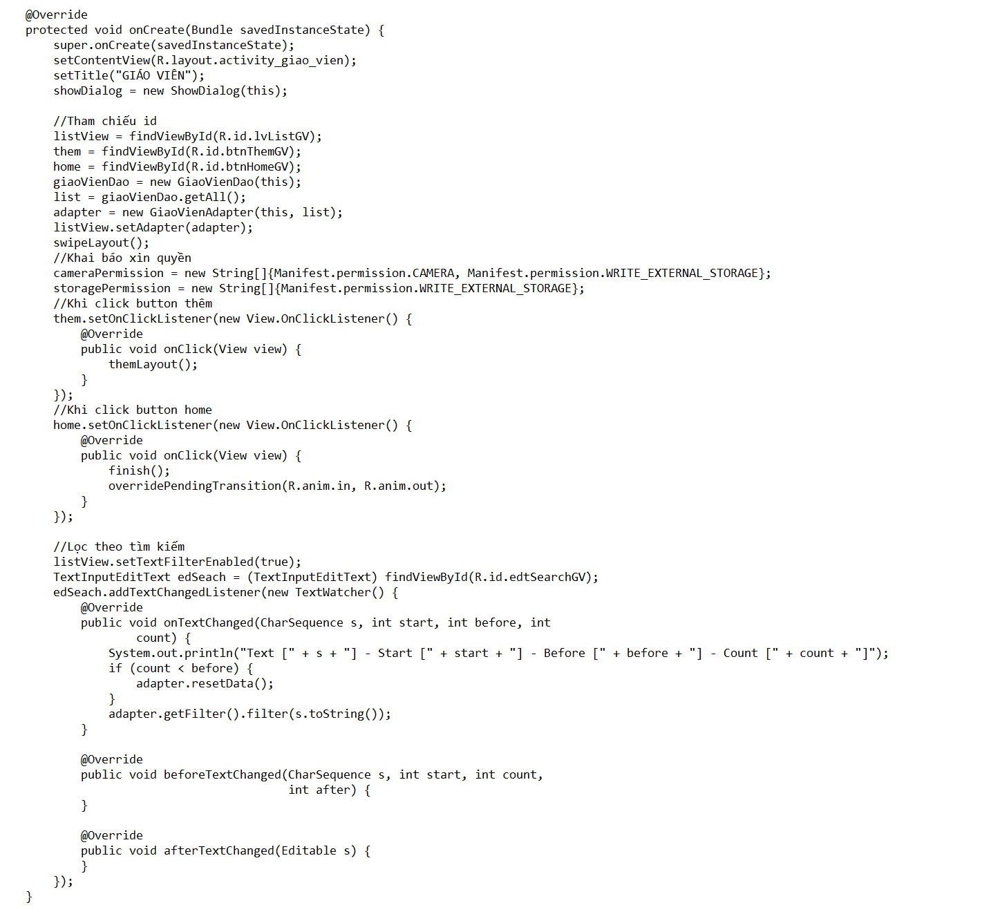 @Override
protected void onCreate(Bundle savedInstanceState) {
    super.onCreate(savedInstanceState);
    setContentView(R.layout.activity_giao_vien);
    setTitle("GIÁO VIÊN");
    showDialog = new ShowDialog(this);

    //Tham chiếu id
    listView = findViewById(R.id.lvListGV);
    them = findViewById(R.id.btnThemGV);
    home = findViewById(R.id.btnHomeGV);
    giaoVienDao = new GiaoVienDao(this);
    list = giaoVienDao.getAll();
    adapter = new GiaoVienAdapter(this, list);
    listView.setAdapter(adapter);
    swipeLayout();
    //Khai báo xin quyền
    cameraPermission = new String[]{Manifest.permission.CAMERA, Manifest.permission.WRITE_EXTERNAL_STORAGE};
    storagePermission = new String[]{Manifest.permission.WRITE_EXTERNAL_STORAGE};
    //Khi click button thêm
    them.setOnClickListener(new View.OnClickListener() {
        @Override
        public void onClick(View view) {
            themLayout();
        }
    });
    //Khi click button home
    home.setOnClickListener(new View.OnClickListener() {
        @Override
        public void onClick(View view) {
            finish();
            overridePendingTransition(R.anim.in, R.anim.out);
        }
    });

    //Lọc theo tìm kiếm
    listView.setTextFilterEnabled(true);
    TextInputEditText edSeach = (TextInputEditText) findViewById(R.id.edtSearchGV);
    edSeach.addTextChangedListener(new TextWatcher() {
        @Override
        public void onTextChanged(CharSequence s, int start, int before, int
                count) {
            System.out.println("Text [" + s + "] - Start [" + start + "] - Before [" + before + "] - Count [" + count + "]");
            if (count < before) {
                adapter.resetData();
            }
            adapter.getFilter().filter(s.toString());
        }

        @Override
        public void beforeTextChanged(CharSequence s, int start, int count,
                                      int after) {
        }

        @Override
        public void afterTextChanged(Editable s) {
        }
    });
}